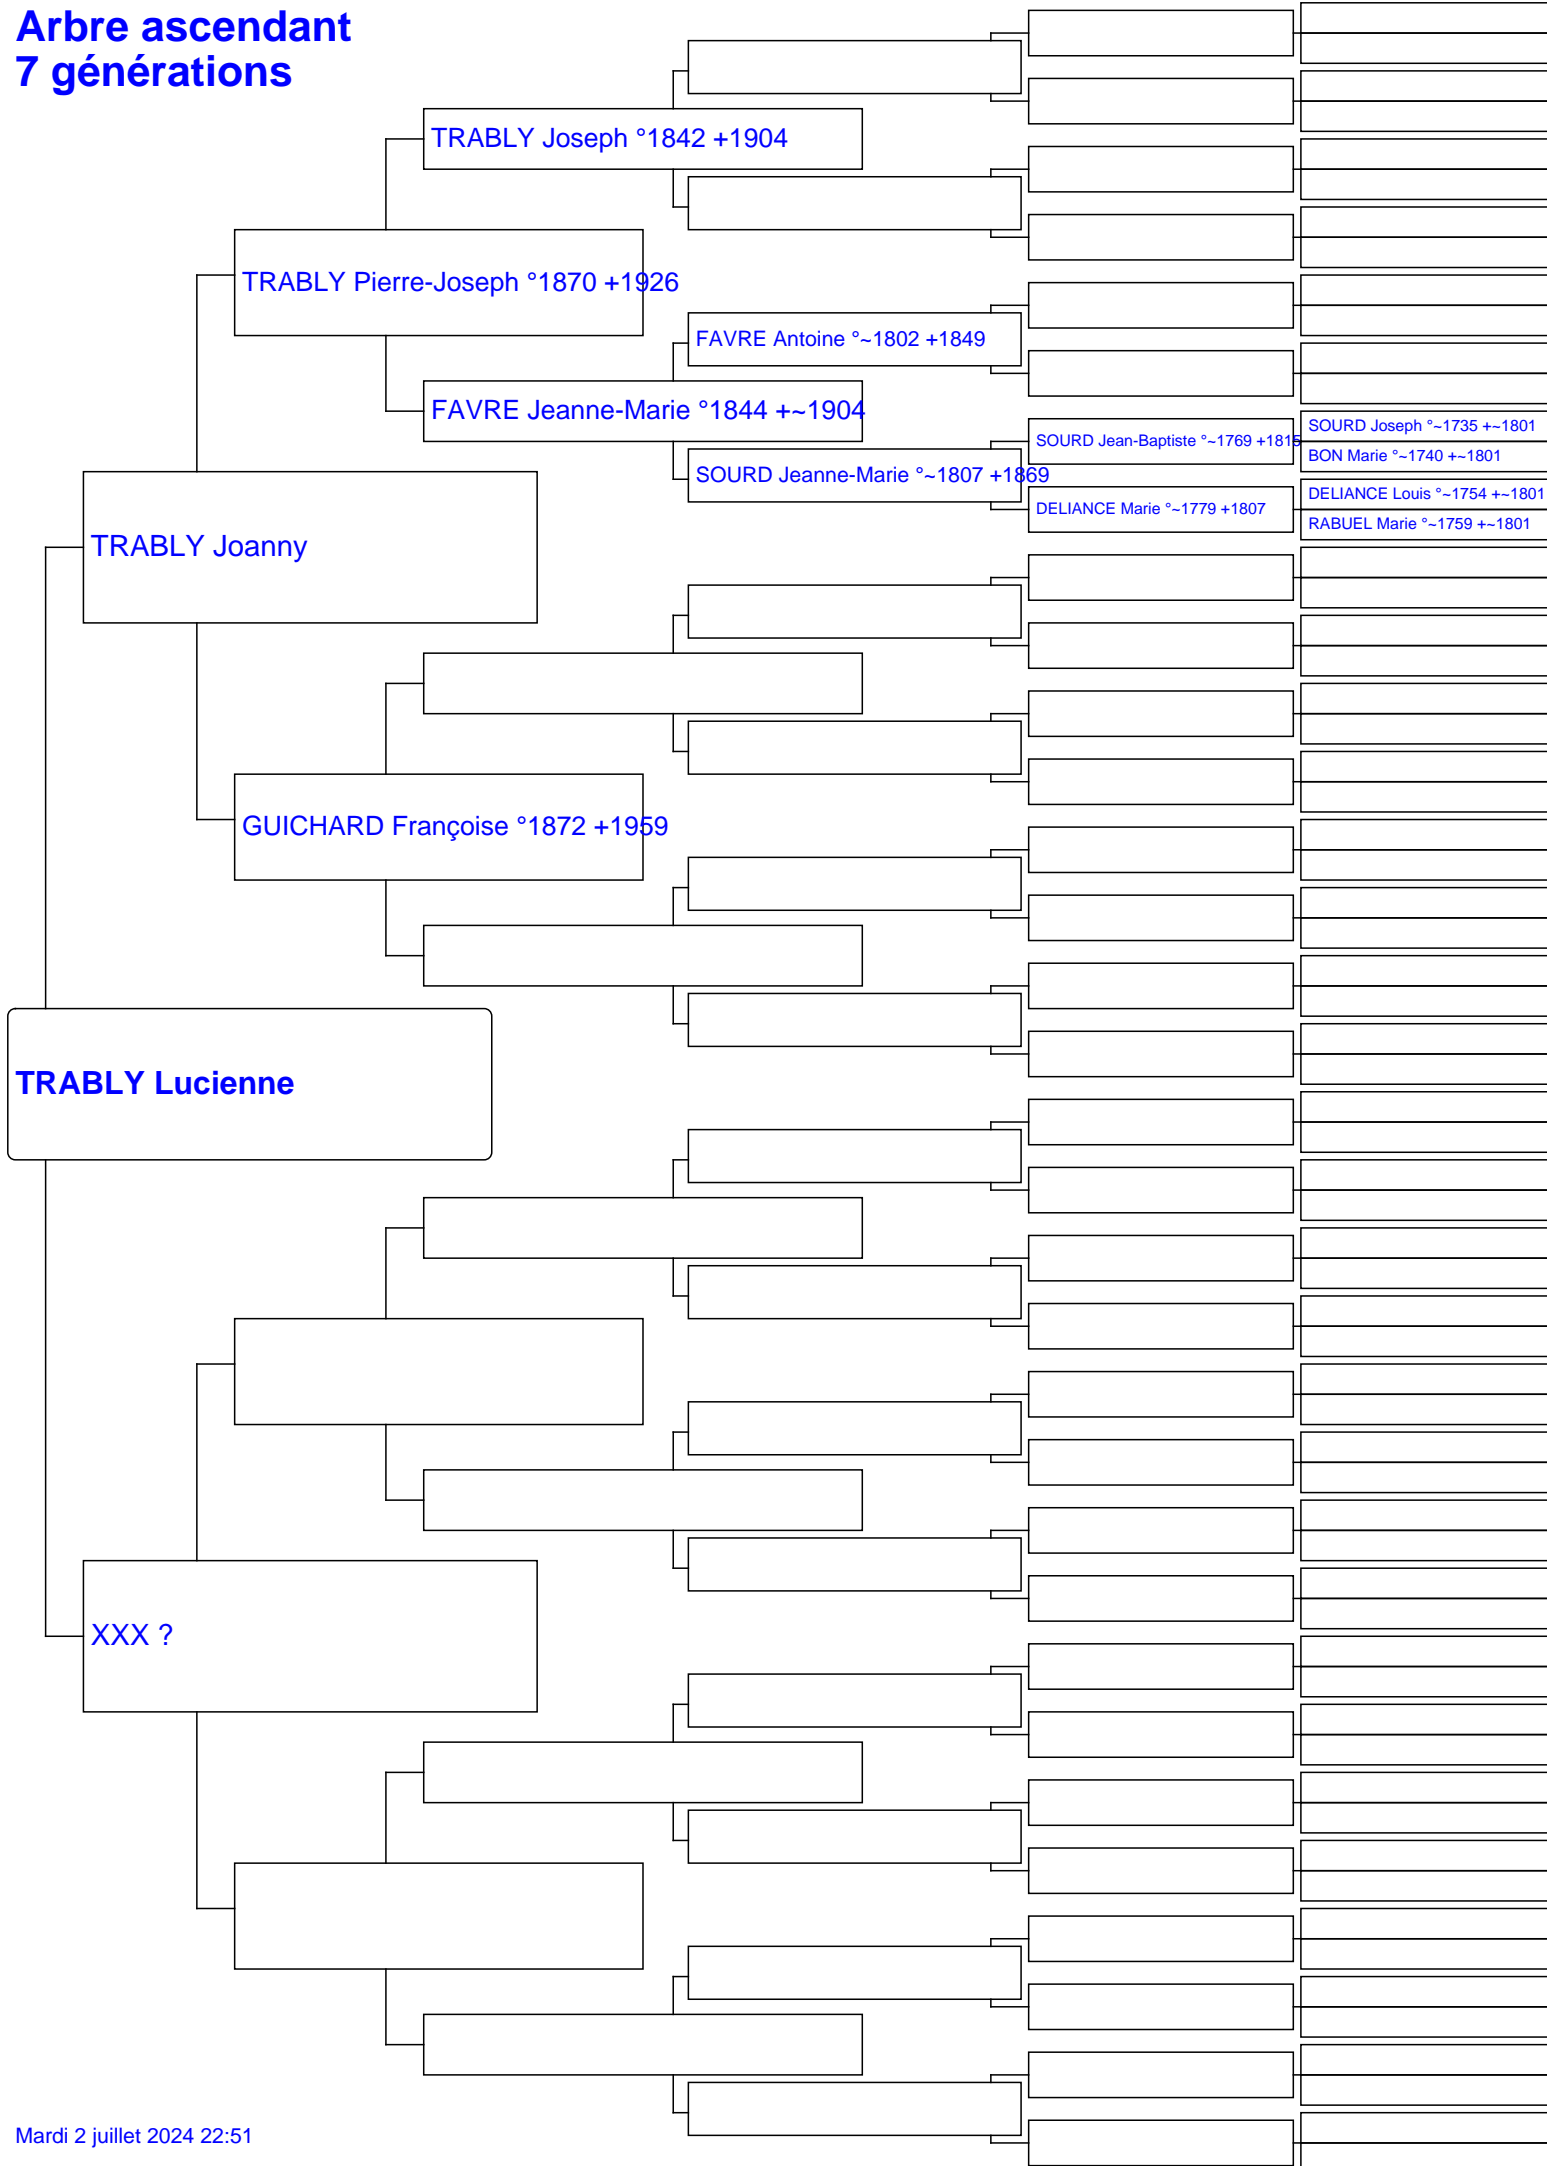 Arbre ascendant
7 générations
TRABLY Joseph °1842 +1904
TRABLY Pierre-Joseph °1870 +1926
FAVRE Antoine °~1802 +1849
FAVRE Jeanne-Marie °1844 +~1904
SOURD Jean-Baptiste °~1769 +1815
SOURD Joseph °~1735 +~1801
BON Marie °~1740 +~1801
SOURD Jeanne-Marie °~1807 +1869
DELIANCE Marie °~1779 +1807
DELIANCE Louis °~1754 +~1801
RABUEL Marie °~1759 +~1801
TRABLY Joanny
GUICHARD Françoise °1872 +1959
TRABLY Lucienne
XXX ?
Mardi 2 juillet 2024 22:51